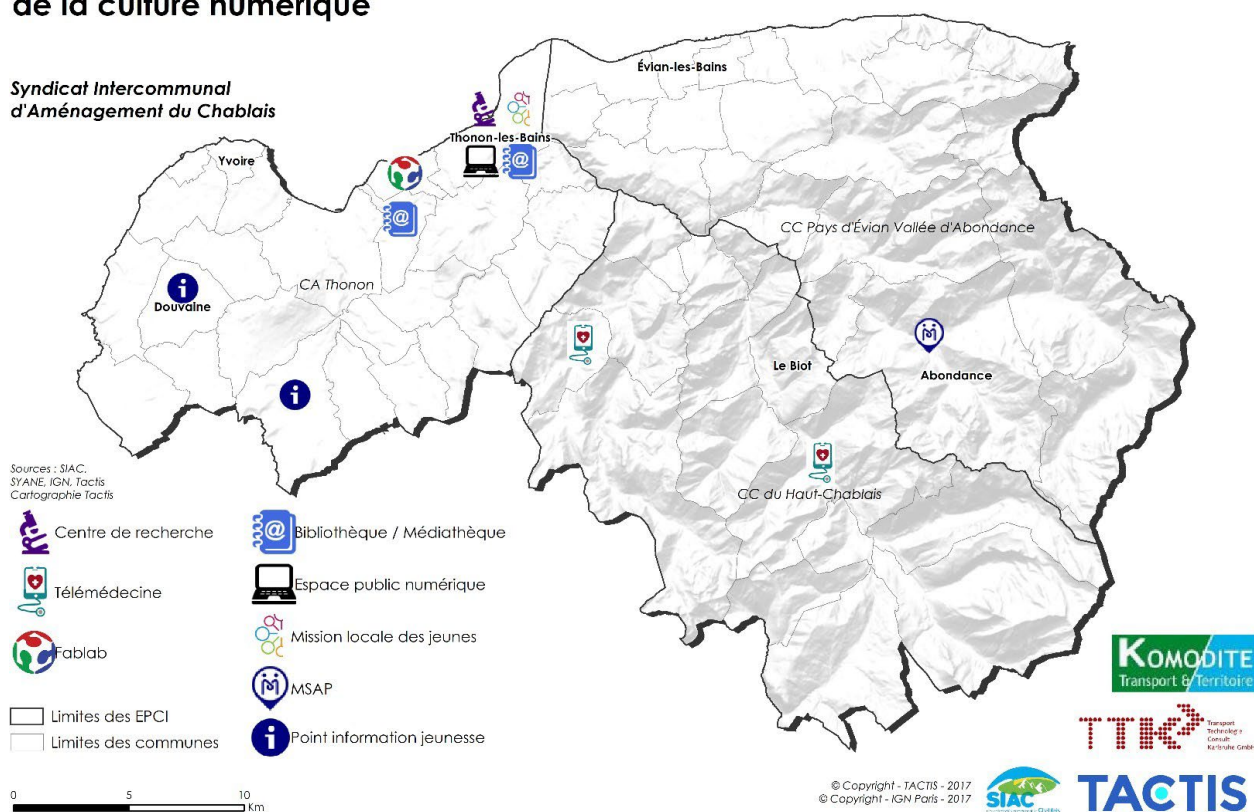 de la culture numérique
Syndicat Intercommunal
d'Aménagement du Chablais
Évian-les-Bains
Thonon-les-Bains
Yvoire
CC Pays d'Évian Vallée d'Abondance
CA Thonon
Douvaine
Le Biot
Abondance
CC du Haut-Chablais
Sources : SIAC,
SYANE, IGN, Tactis
Cartographie Tactis
Centre de recherche
Télémédecine
Fablab
Limites des EPCI
Limites des communes
Bibliothèque / Médiathèque
Espace public numérique
Mission locale des jeunes
MSAP
Point information jeunesse
0 5 10
Km
KOMODITE
Transport & Territoire
TTK
Transport
Technologie
Consult
Karlsruhe GmbH
© Copyright - TACTIS - 2017
© Copyright - IGN Paris - 2017
SIAC
TACTIS